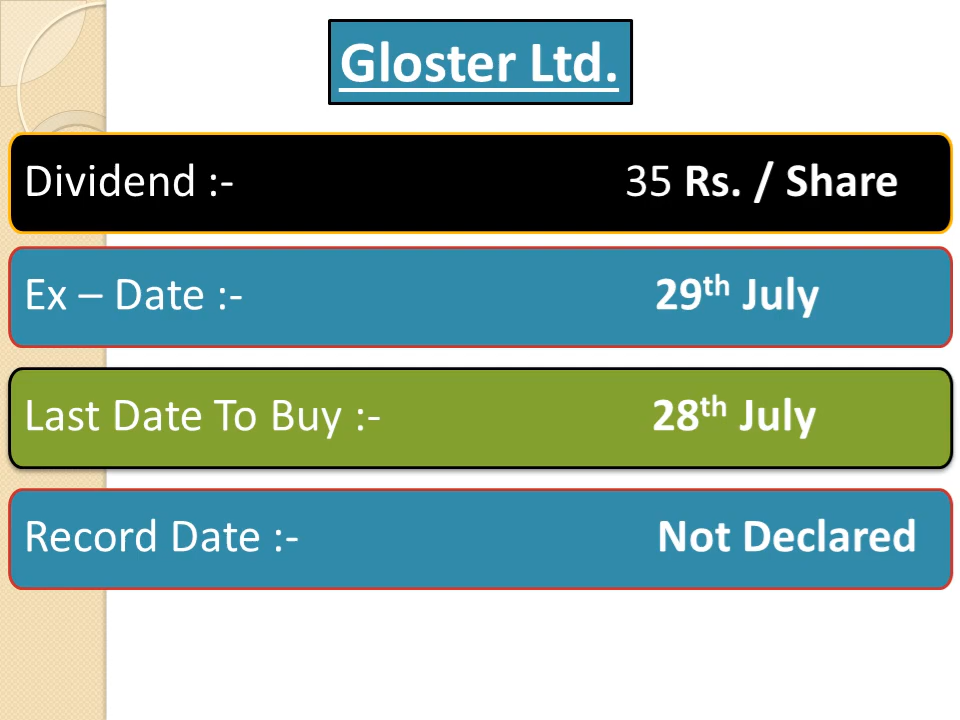 Gloster Ltd.
Dividend :- 35 Rs. / Share
Ex – Date :- 29th July
Last Date To Buy :- 28th July
Record Date :- Not Declared